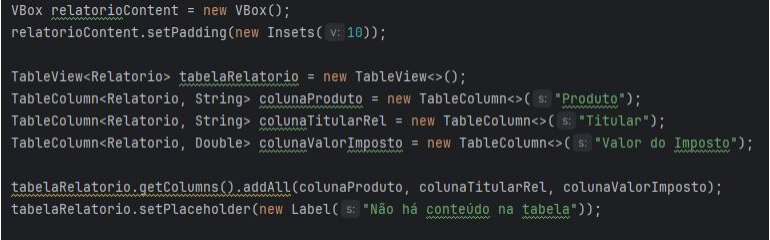 VBox relatorioContent = new VBox();
relatorioContent.setPadding(new Insets( v: 10));
TableView<Relatorio> tabelaRelatorio = new TableView<>();
TableColumn<Relatorio, String> colunaProduto = new TableColumn<>( s: "Produto");
TableColumn<Relatorio, String> colunaTitularRel = new TableColumn<>( s: "Titular");
TableColumn<Relatorio, Double> colunaValorImposto = new TableColumn<>( s: "Valor do Imposto");
tabelaRelatorio.getColumns().addAll(colunaProduto, colunaTitularRel, colunaValorImposto);
tabelaRelatorio.setPlaceholder(new Label( s: "Não há conteúdo na tabela"));